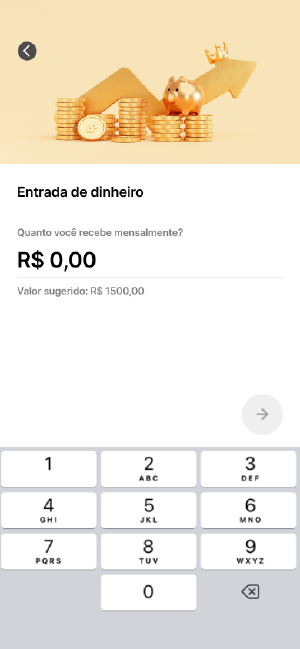 Entrada de dinheiro
Quanto você recebe mensalmente?
R$ 0,00
Valor sugerido: R$ 1500,00
1 2 3
ABC DEF
4 5 6
GHI JKL MNO
7 8 9
PQRS TUV WXYZ
0